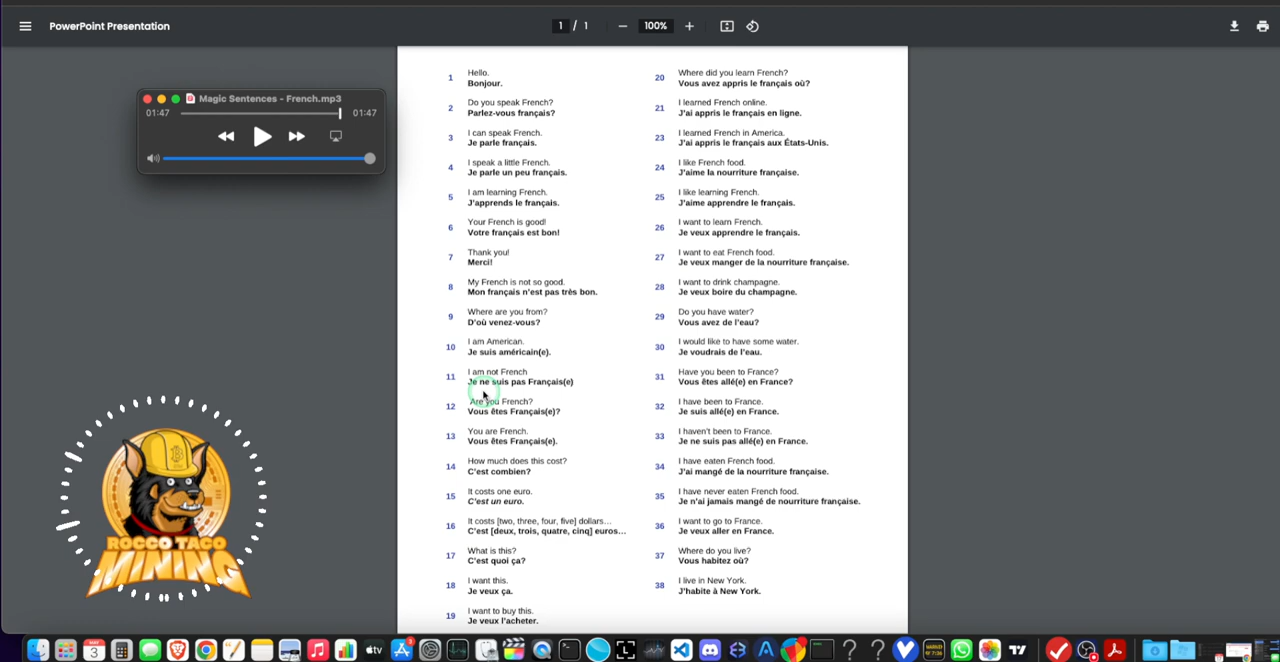 PowerPoint Presentation
1 / 1
100%
Magic Sentences - French.mp3
01:47
01:47
1
Hello.
Bonjour.
2
Do you speak French?
Parlez-vous français?
3
I can speak French.
Je parle français.
4
I speak a little French.
Je parle un peu français.
5
I am learning French.
J'apprends le français.
6
Your French is good!
Votre français est bon!
7
Thank you!
Merci!
8
My French is not so good.
Mon français n'est pas très bon.
9
Where are you from?
D'où venez-vous?
10
I am American.
Je suis américain(e).
11
I am not French
Je ne suis pas Français(e)
12
Are you French?
Vous êtes Français(e)?
13
You are French.
Vous êtes Français(e).
14
How much does this cost?
C'est combien?
15
It costs one euro.
C'est un euro.
16
It costs [two, three, four, five] dollars...
C'est [deux, trois, quatre, cinq] euros...
17
What is this?
C'est quoi ça?
18
I want this.
Je veux ça.
19
I want to buy this.
Je veux l'acheter.
20
Where did you learn French?
Vous avez appris le français où?
21
I learned French online.
J'ai appris le français en ligne.
23
I learned French in America.
J'ai appris le français aux États-Unis.
24
I like French food.
J'aime la nourriture française.
25
I like learning French.
J'aime apprendre le français.
26
I want to learn French.
Je veux apprendre le français.
27
I want to eat French food.
Je veux manger de la nourriture française.
28
I want to drink champagne.
Je veux boire du champagne.
29
Do you have water?
Vous avez de l'eau?
30
I would like to have some water.
Je voudrais de l'eau.
31
Have you been to France?
Vous êtes allé(e) en France?
32
I have been to France.
Je suis allé(e) en France.
33
I haven't been to France.
Je ne suis pas allé(e) en France.
34
I have eaten French food.
J'ai mangé de la nourriture française.
35
I have never eaten French food.
Je n'ai jamais mangé de nourriture française.
36
I want to go to France.
Je veux aller en France.
37
Where do you live?
Vous habitez où?
38
I live in New York.
J'habite à New York.
ROCCO TACO
MINING
3
tv